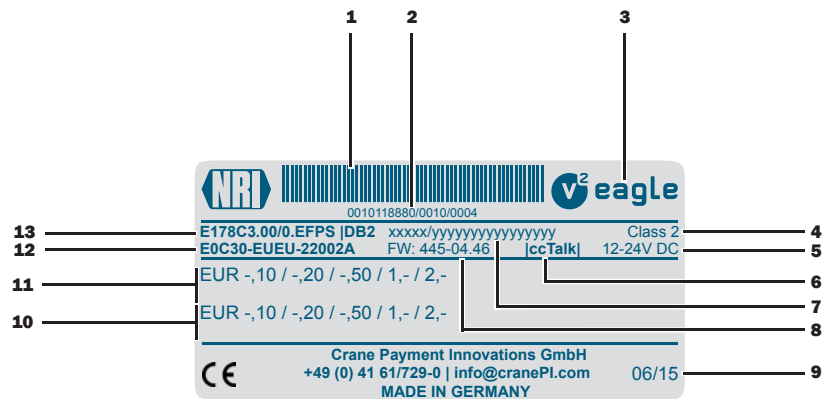 1 2 3
NRI v2 eagle
0010118880/0010/0004
13 E178C3.00/0.EFPS |DB2 xxxxx/yyyyyyyyyyyyyyyyy Class 2 4
12 E0C30-EUEU-22002A FW: 445-04.46 |ccTalk| 12-24V DC 5
6
11 EUR -,10 / -,20 / -,50 / 1,- / 2,-
7
10 EUR -,10 / -,20 / -,50 / 1,- / 2,-
8
Crane Payment Innovations GmbH
CE +49 (0) 41 61/729-0 | info@cranePI.com 06/15 9
MADE IN GERMANY